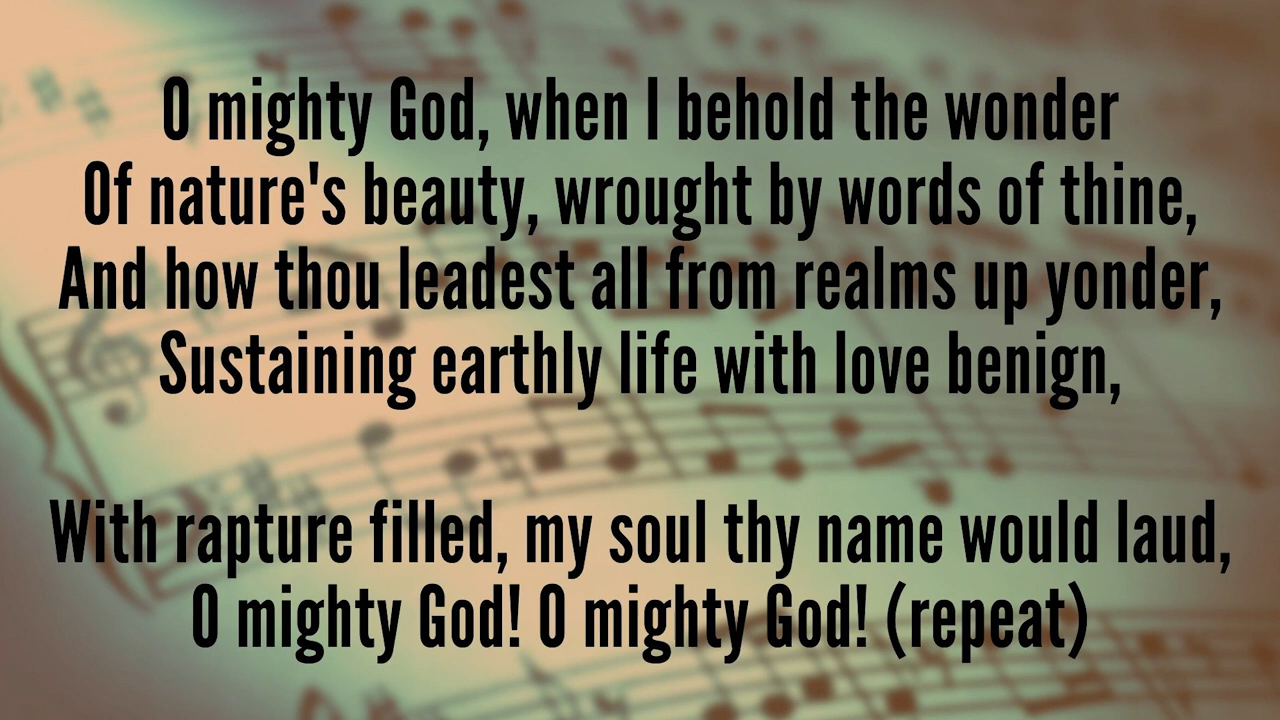 O mighty God, when I behold the wonder
Of nature's beauty, wrought by words of thine,
And how thou leadest all from realms up yonder,
Sustaining earthly life with love benign,
With rapture filled, my soul thy name would laud,
O mighty God! O mighty God! (repeat)